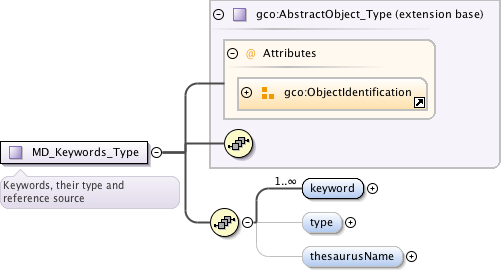 gco:AbstractObject_Type (extension base)
@ Attributes
gco:ObjectIdentification
MD_Keywords_Type
Keywords, their type and
reference source
1..∞
keyword
type
thesaurusName